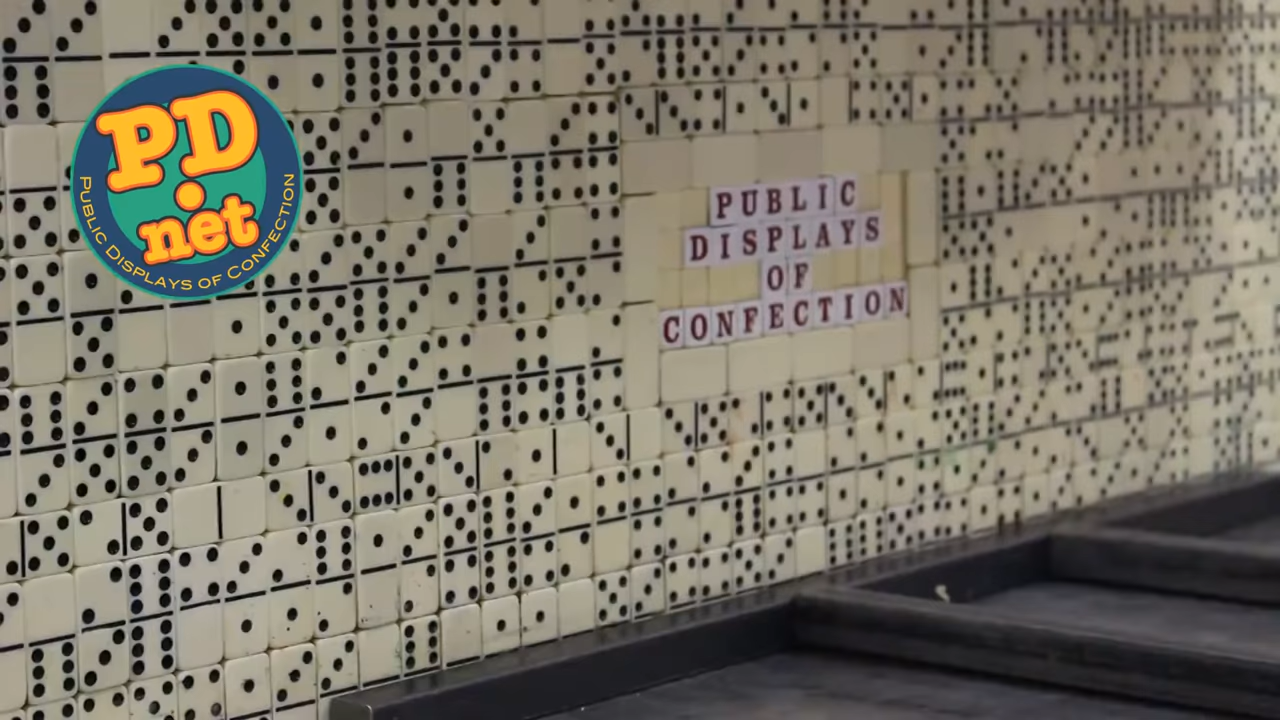 PD
net
PUBLIC DISPLAYS OF CONFECTION
PUBLIC
DISPLAYS
OF
CONFECTION